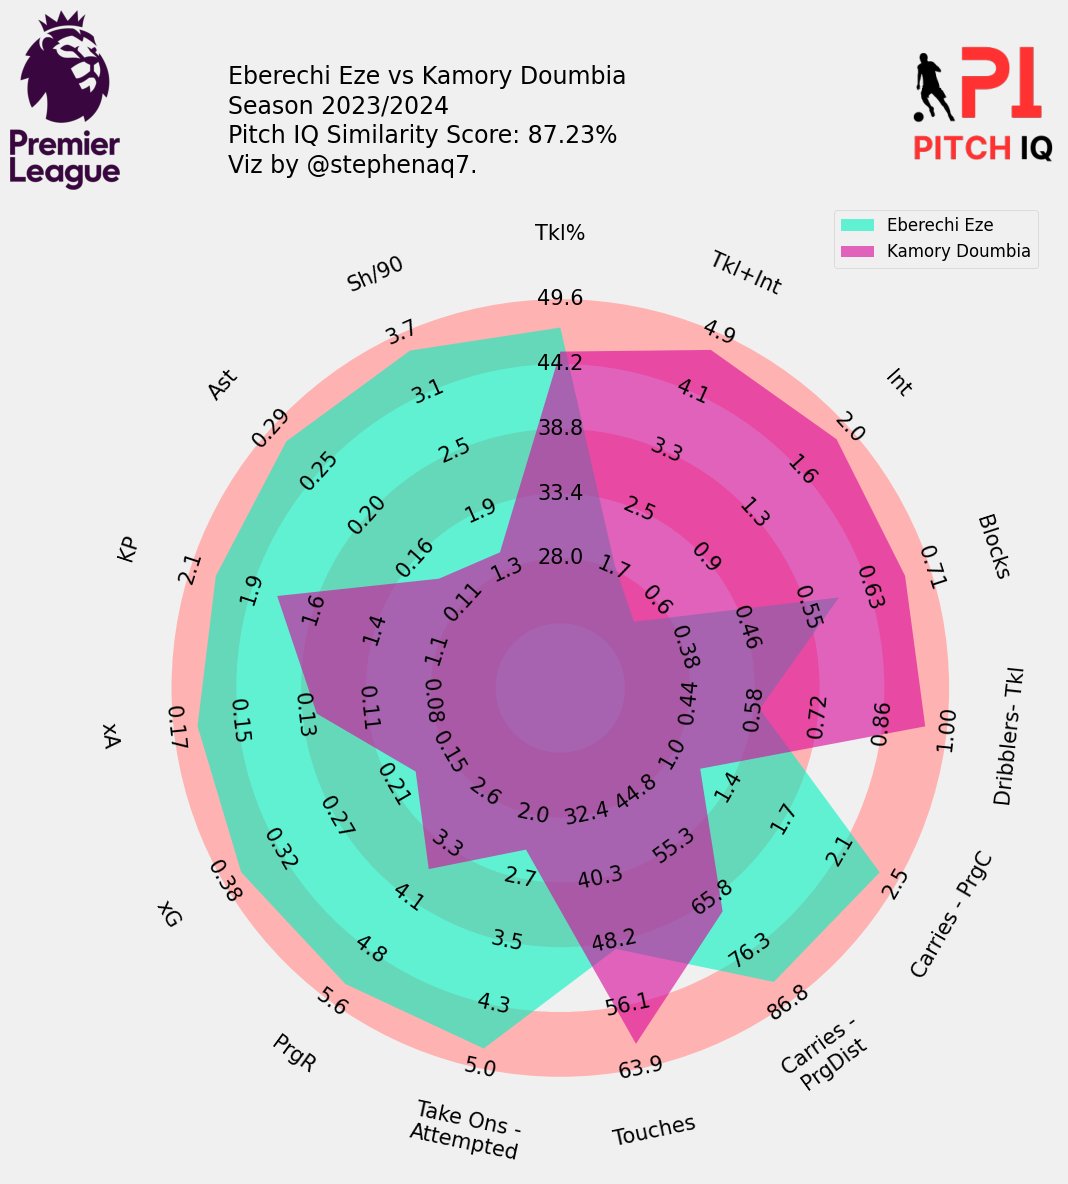 Premier
League
Eberechi Eze vs Kamory Doumbia
Season 2023/2024
Pitch IQ Similarity Score: 87.23%
Viz by @stephenaq7.
PI
PITCH IQ
Eberechi Eze
Kamory Doumbia
Tkl%
49.6
44.2
38.8
33.4
28.0
Tkl+Int
4.9
4.1
3.3
2.5
1.7
Int
2.0
1.6
1.3
0.9
0.6
Blocks
0.71
0.63
0.55
0.46
0.38
Dribblers- Tkl
1.00
0.86
0.72
0.58
0.44
Carries - PrgC
2.5
2.1
1.7
1.4
1.0
Carries -
PrgDist
86.8
76.3
65.8
55.3
44.8
Touches
63.9
56.1
48.2
40.3
32.4
Take Ons -
Attempted
5.0
4.3
3.5
2.7
2.0
PrgR
5.6
4.8
4.1
3.3
2.6
xG
0.38
0.32
0.27
0.21
0.15
xA
0.17
0.15
0.13
0.11
0.08
KP
2.1
1.9
1.6
1.4
1.1
Ast
0.29
0.25
0.20
0.16
0.11
Sh/90
3.7
3.1
2.5
1.9
1.3